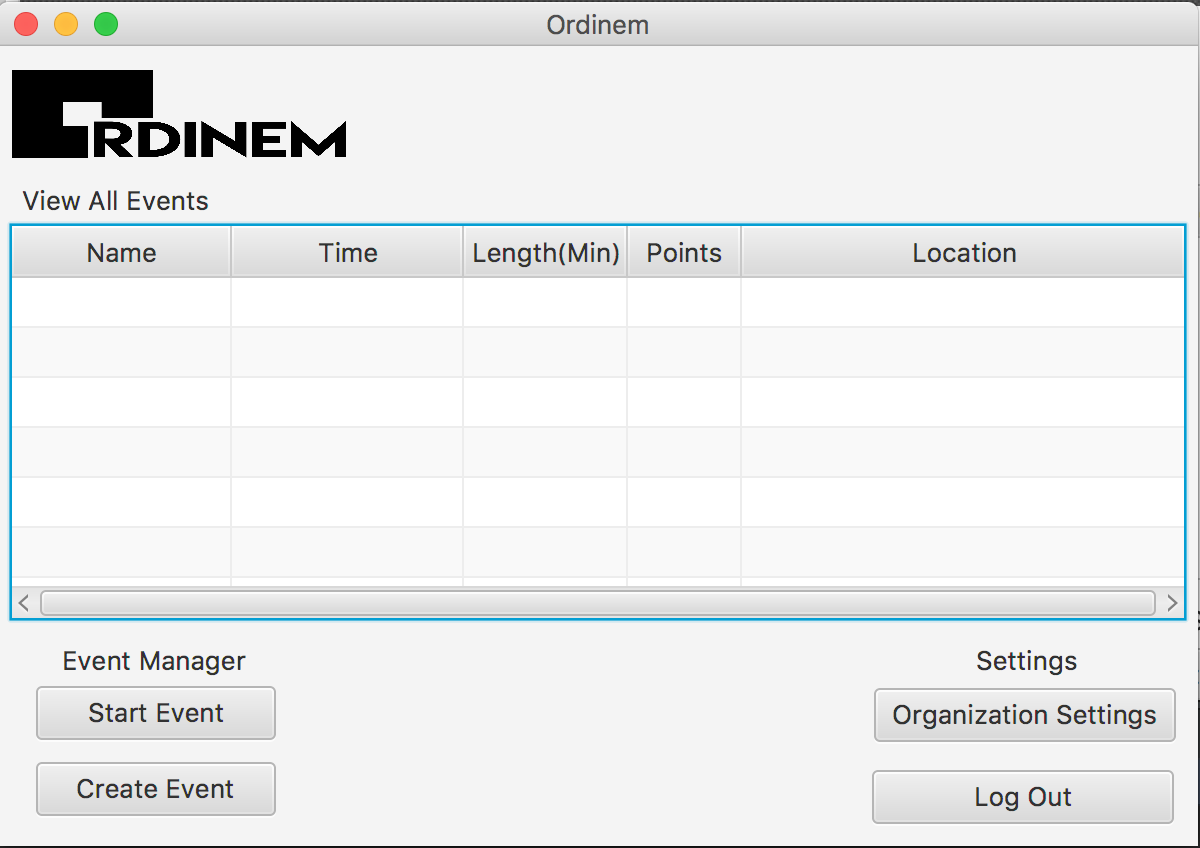 Ordinem
ORDINEM
View All Events
Name Time Length(Min) Points Location
Event Manager Settings
Start Event Organization Settings
Create Event Log Out